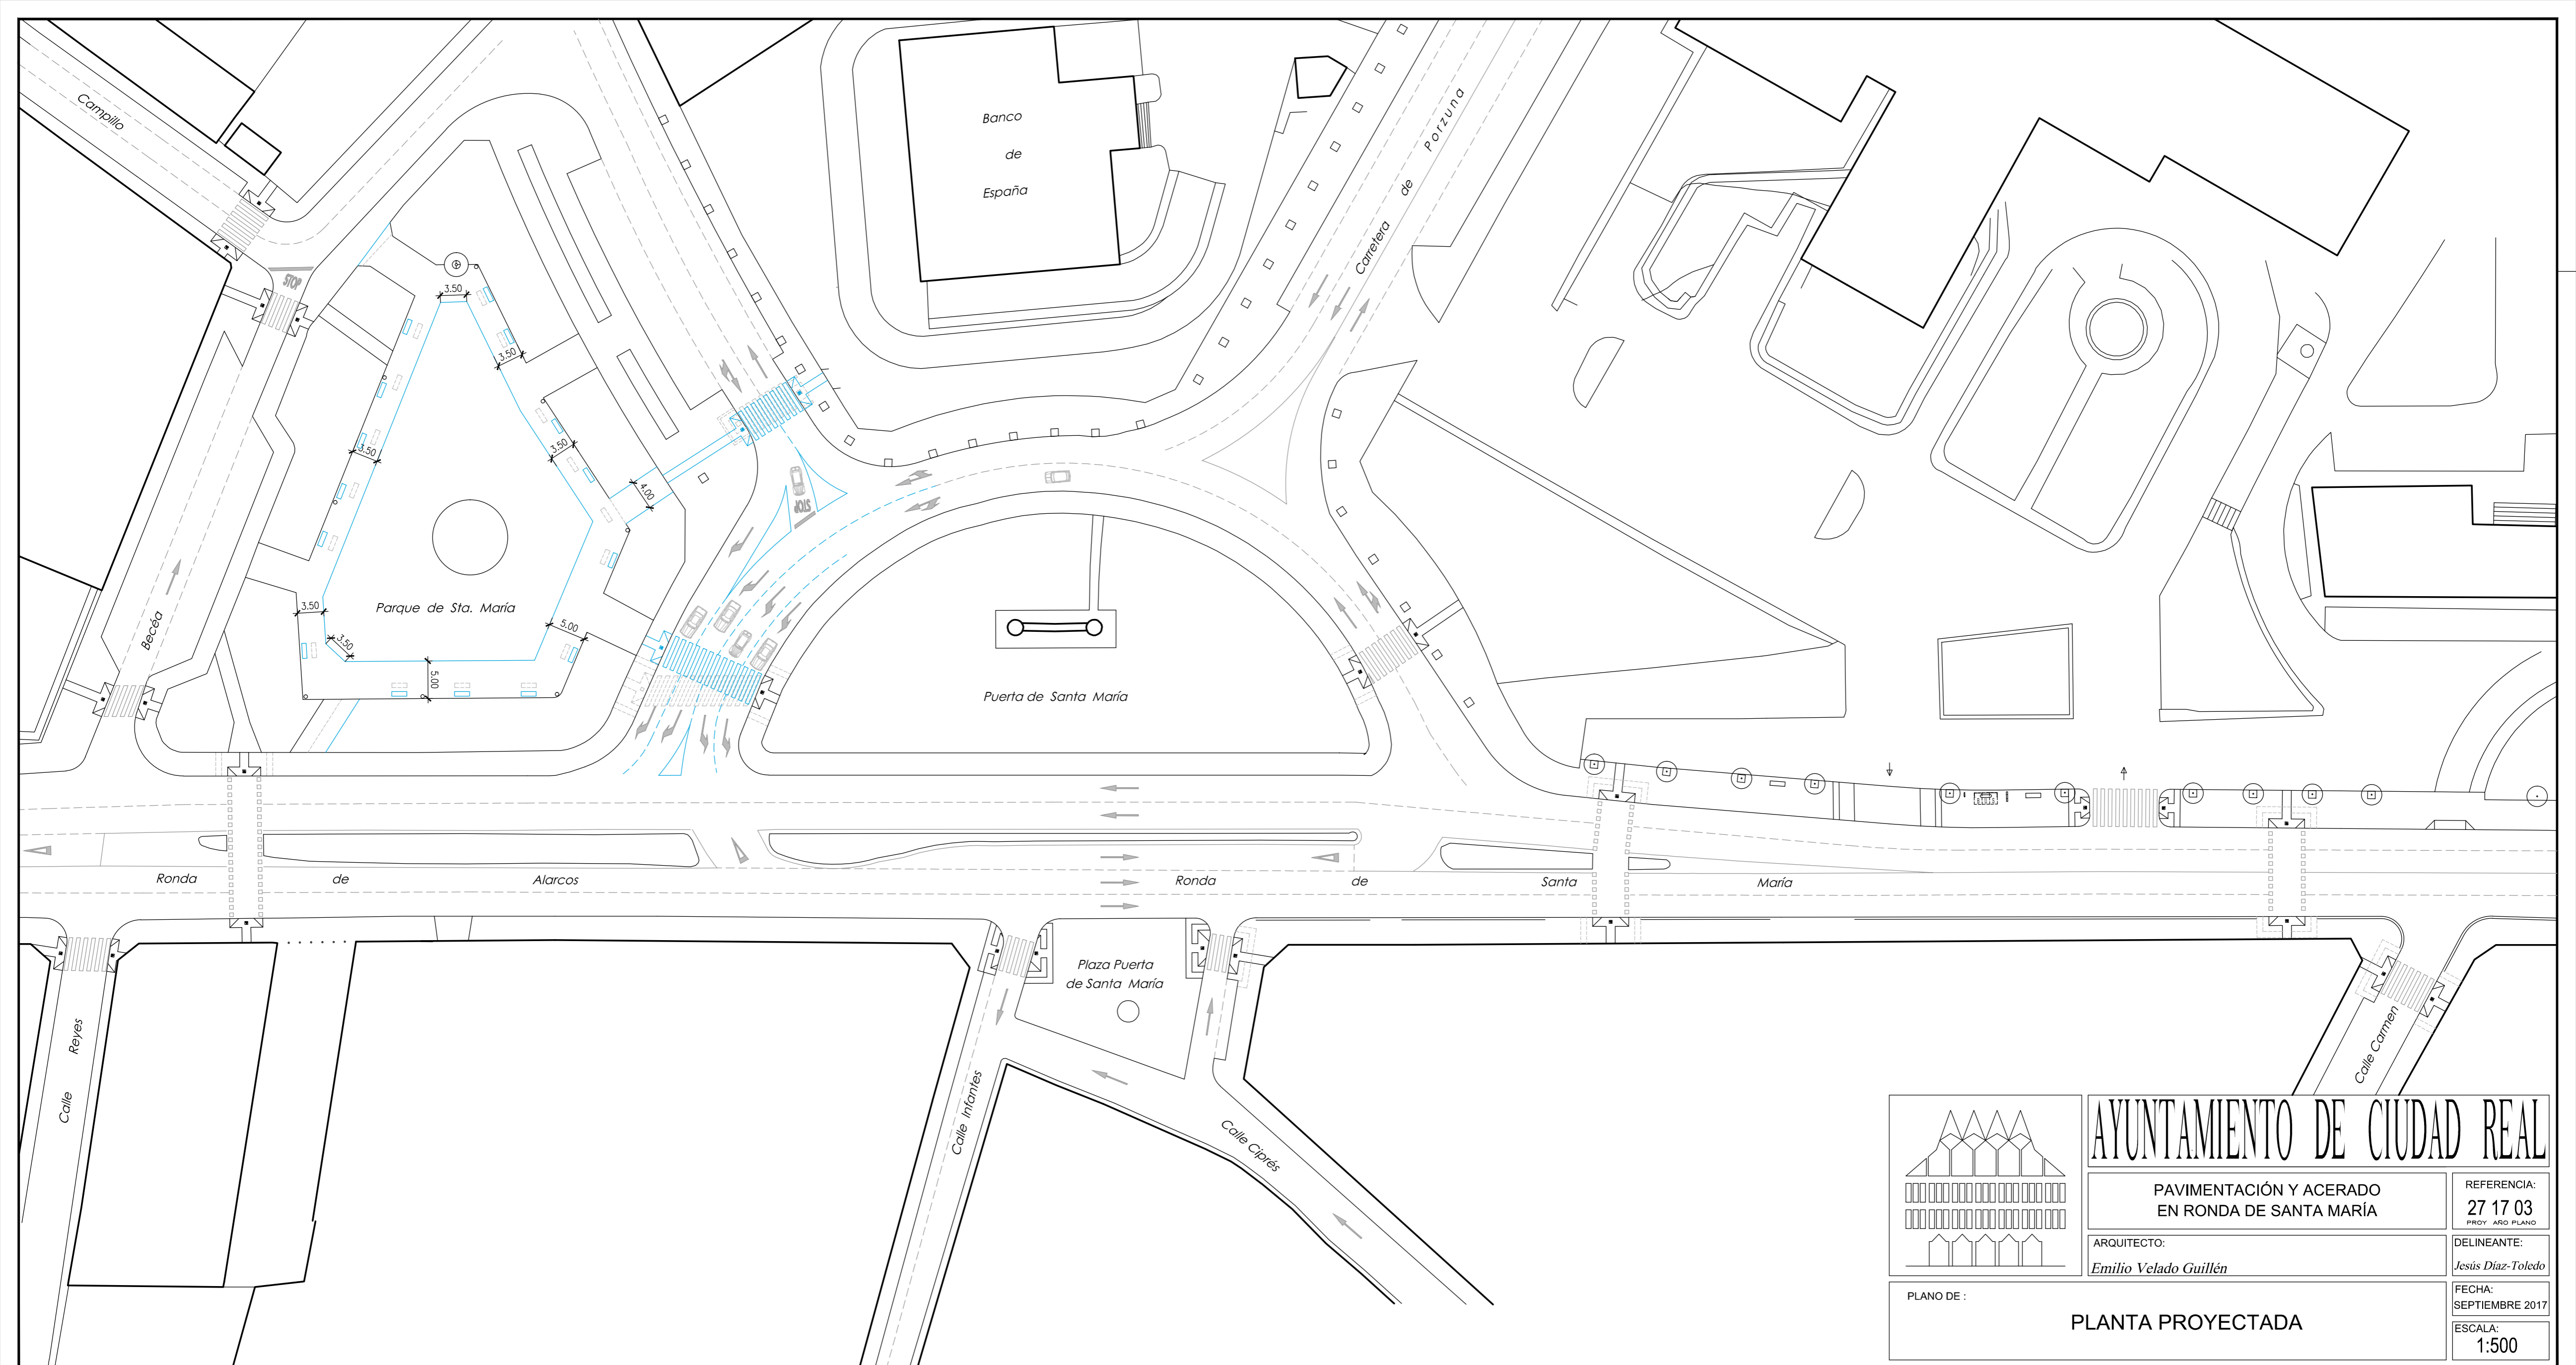 Campillo
Banco
de
España
Carretera de Porzuna
STOP
3.50
3.50
3.50
3.50
4.00
STOP
3.50
3.50
5.00
5.00
Parque de Sta. María
Becéa
Puerta de Santa María
Ronda de Alarcos
Ronda de Santa María
Plaza Puerta
de Santa María
Calle Reyes
Calle Infantes
Calle Ciprés
Calle Carmen
AYUNTAMIENTO DE CIUDAD REAL
PAVIMENTACIÓN Y ACERADO
EN RONDA DE SANTA MARÍA
REFERENCIA:
27 17 03
PROY AÑO PLANO
ARQUITECTO:
Emilio Velado Guillén
DELINEANTE:
Jesús Díaz-Toledo
PLANO DE :
PLANTA PROYECTADA
FECHA:
SEPTIEMBRE 2017
ESCALA:
1:500